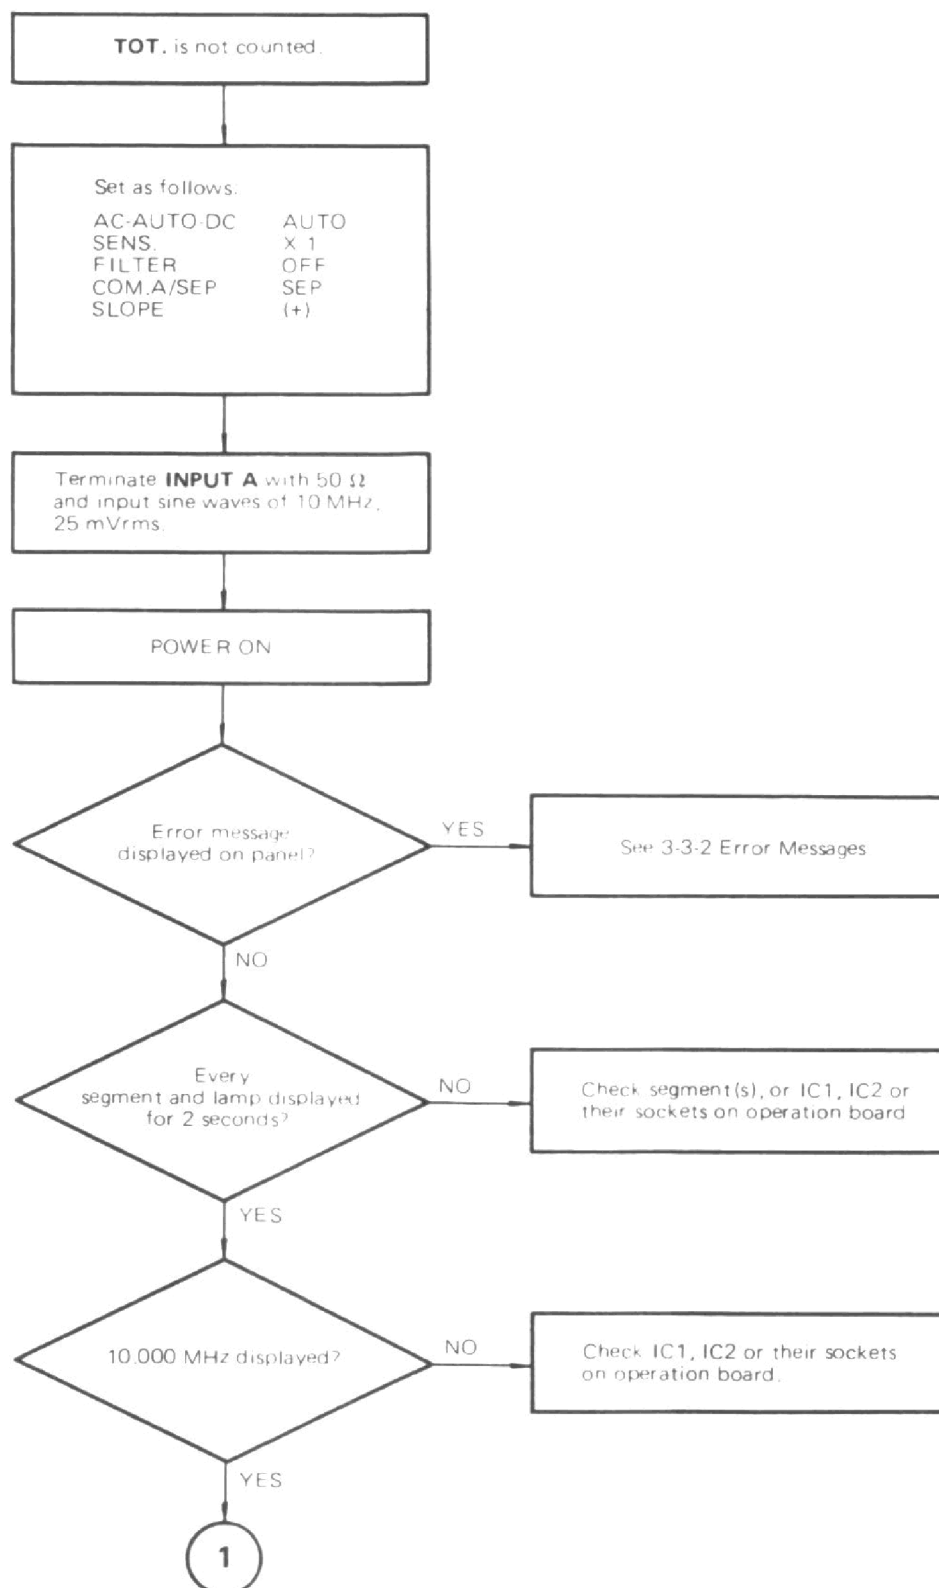 TOT. is not counted.
Set as follows:
AC-AUTO-DC AUTO
SENS. X 1
FILTER OFF
COM.A/SEP SEP
SLOPE (+)
Terminate INPUT A with 50 Ω
and input sine waves of 10 MHz,
25 mVrms.
POWER ON
Error message
displayed on panel?
YES
See 3-3-2 Error Messages
NO
Every
segment and lamp displayed
for 2 seconds?
NO
Check segment(s), or IC1, IC2 or
their sockets on operation board
YES
10.000 MHz displayed?
NO
Check IC1, IC2 or their sockets
on operation board.
YES
1